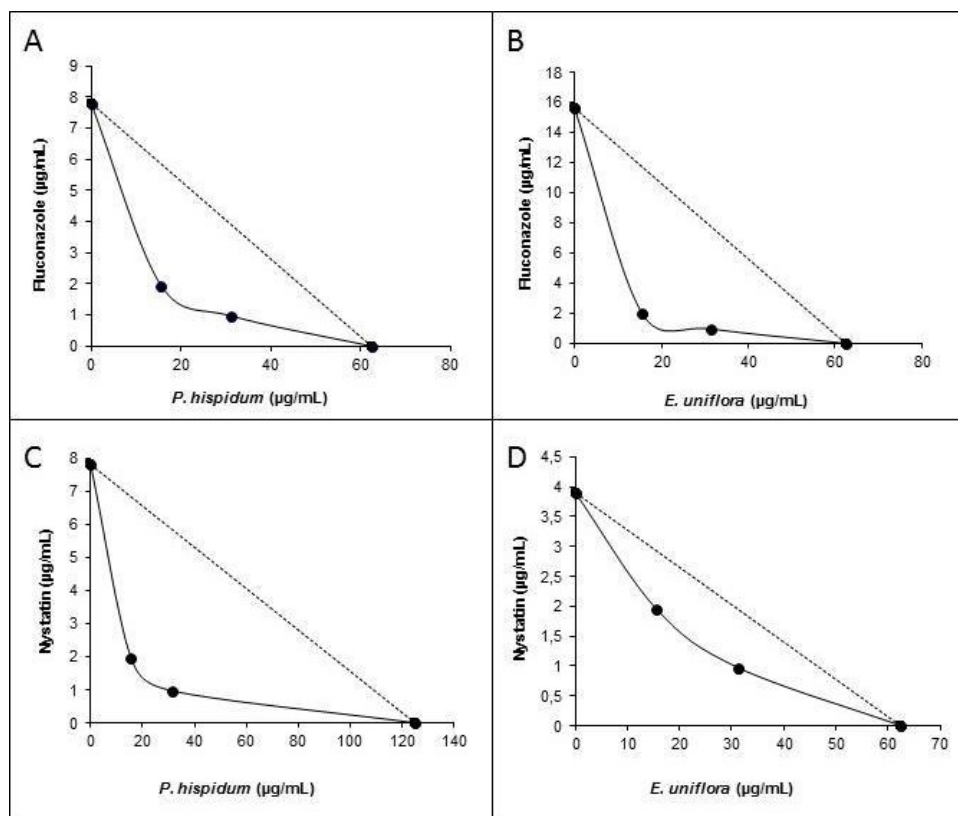 A
9
8
7
6
5
4
3
2
1
0
Fluconazole (µg/mL)
0 20 40 60 80
P. hispidum (µg/mL)
B
18
16
14
12
10
8
6
4
2
0
Fluconazole (µg/mL)
0 20 40 60 80
E. uniflora (µg/mL)
C
8
7
6
5
4
3
2
1
0
Nystatin (µg/mL)
0 20 40 60 80 100 120 140
P. hispidum (µg/mL)
D
4,5
4
3,5
3
2,5
2
1,5
1
0,5
0
Nystatin (µg/mL)
0 10 20 30 40 50 60 70
E. uniflora (µg/mL)